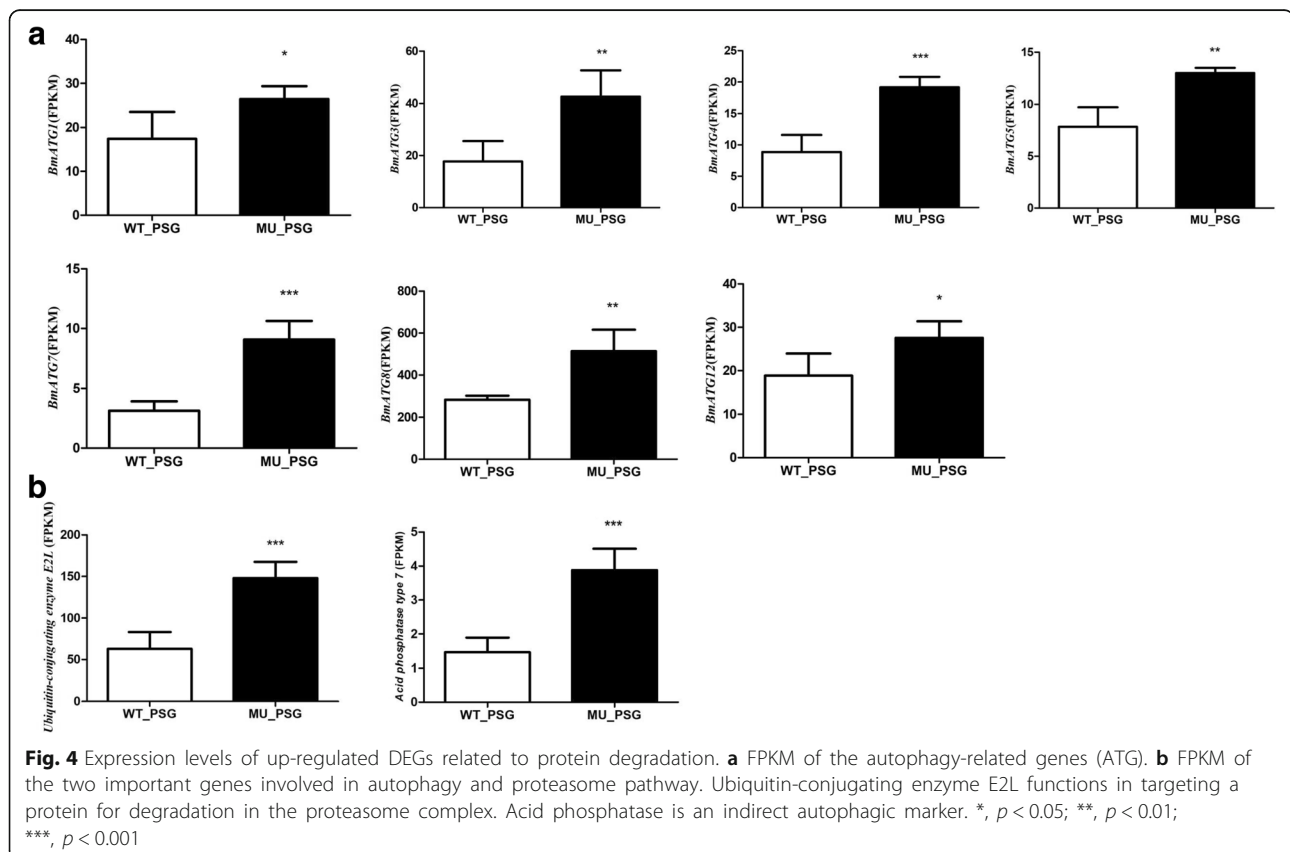 a
BmATG1(FPKM)
40
30
20
10
0
*
WT_PSG MU_PSG
BmATG3(FPKM)
60
40
20
0
**
WT_PSG MU_PSG
BmATG4(FPKM)
25
20
15
10
5
0
***
WT_PSG MU_PSG
BmATG5(FPKM)
15
10
5
0
**
WT_PSG MU_PSG
BmATG7(FPKM)
15
10
5
0
***
WT_PSG MU_PSG
BmATG8(FPKM)
800
600
400
200
0
**
WT_PSG MU_PSG
BmATG12(FPKM)
40
30
20
10
0
*
WT_PSG MU_PSG
b
Ubiquitin-conjugating enzyme E2L (FPKM)
200
150
100
50
0
***
WT_PSG MU_PSG
Acid phosphatase type 7 (FPKM)
5
4
3
2
1
0
***
WT_PSG MU_PSG
Fig. 4 Expression levels of up-regulated DEGs related to protein degradation. a FPKM of the autophagy-related genes (ATG). b FPKM of
the two important genes involved in autophagy and proteasome pathway. Ubiquitin-conjugating enzyme E2L functions in targeting a
protein for degradation in the proteasome complex. Acid phosphatase is an indirect autophagic marker. *, p < 0.05; **, p < 0.01;
***, p < 0.001